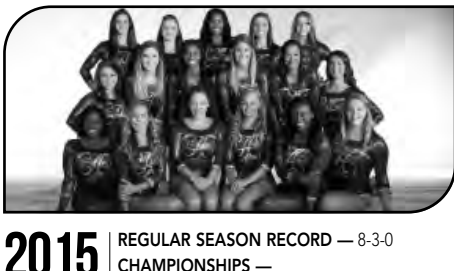 2015 REGULAR SEASON RECORD — 8-3-0
CHAMPIONSHIPS —